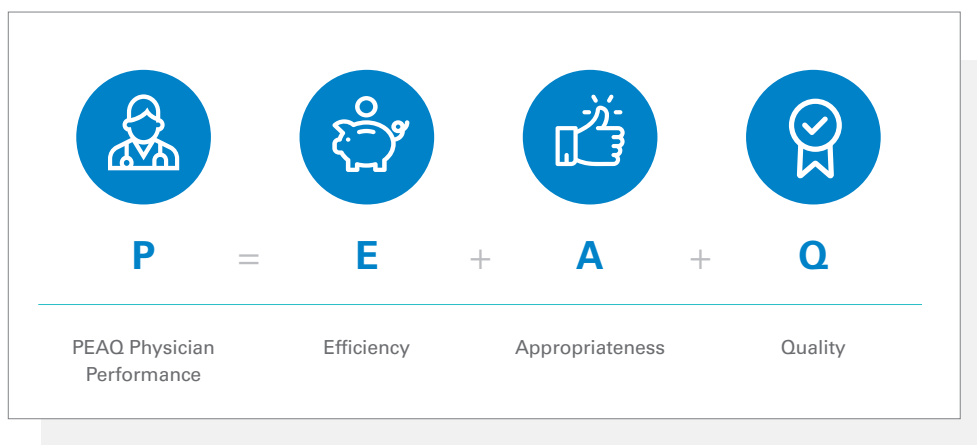 P = E + A + Q
PEAQ Physician Performance
Efficiency
Appropriateness
Quality